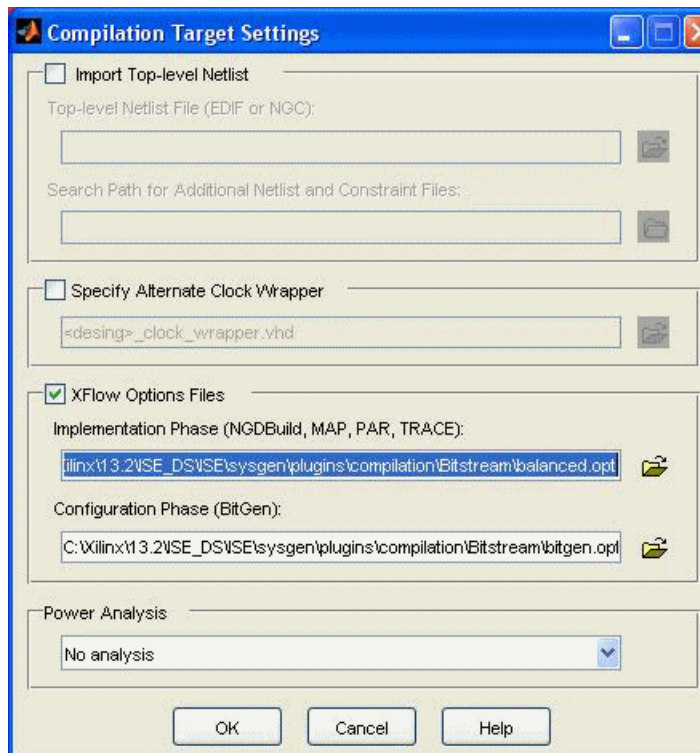 Compilation Target Settings
Import Top-level Netlist
Top-level Netlist File (EDIF or NGC):
Search Path for Additional Netlist and Constraint Files:
Specify Alternate Clock Wrapper
<desing>_clock_wrapper.vhd
XFlow Options Files
Implementation Phase (NGDBuild, MAP, PAR, TRACE):
ilinx\13.2\ISE_DS\ISE\sysgen\plugins\compilation\Bitstream\balanced.opt
Configuration Phase (BitGen):
C:\Xilinx\13.2\ISE_DS\ISE\sysgen\plugins\compilation\Bitstream\bitgen.opt
Power Analysis
No analysis
OK Cancel Help